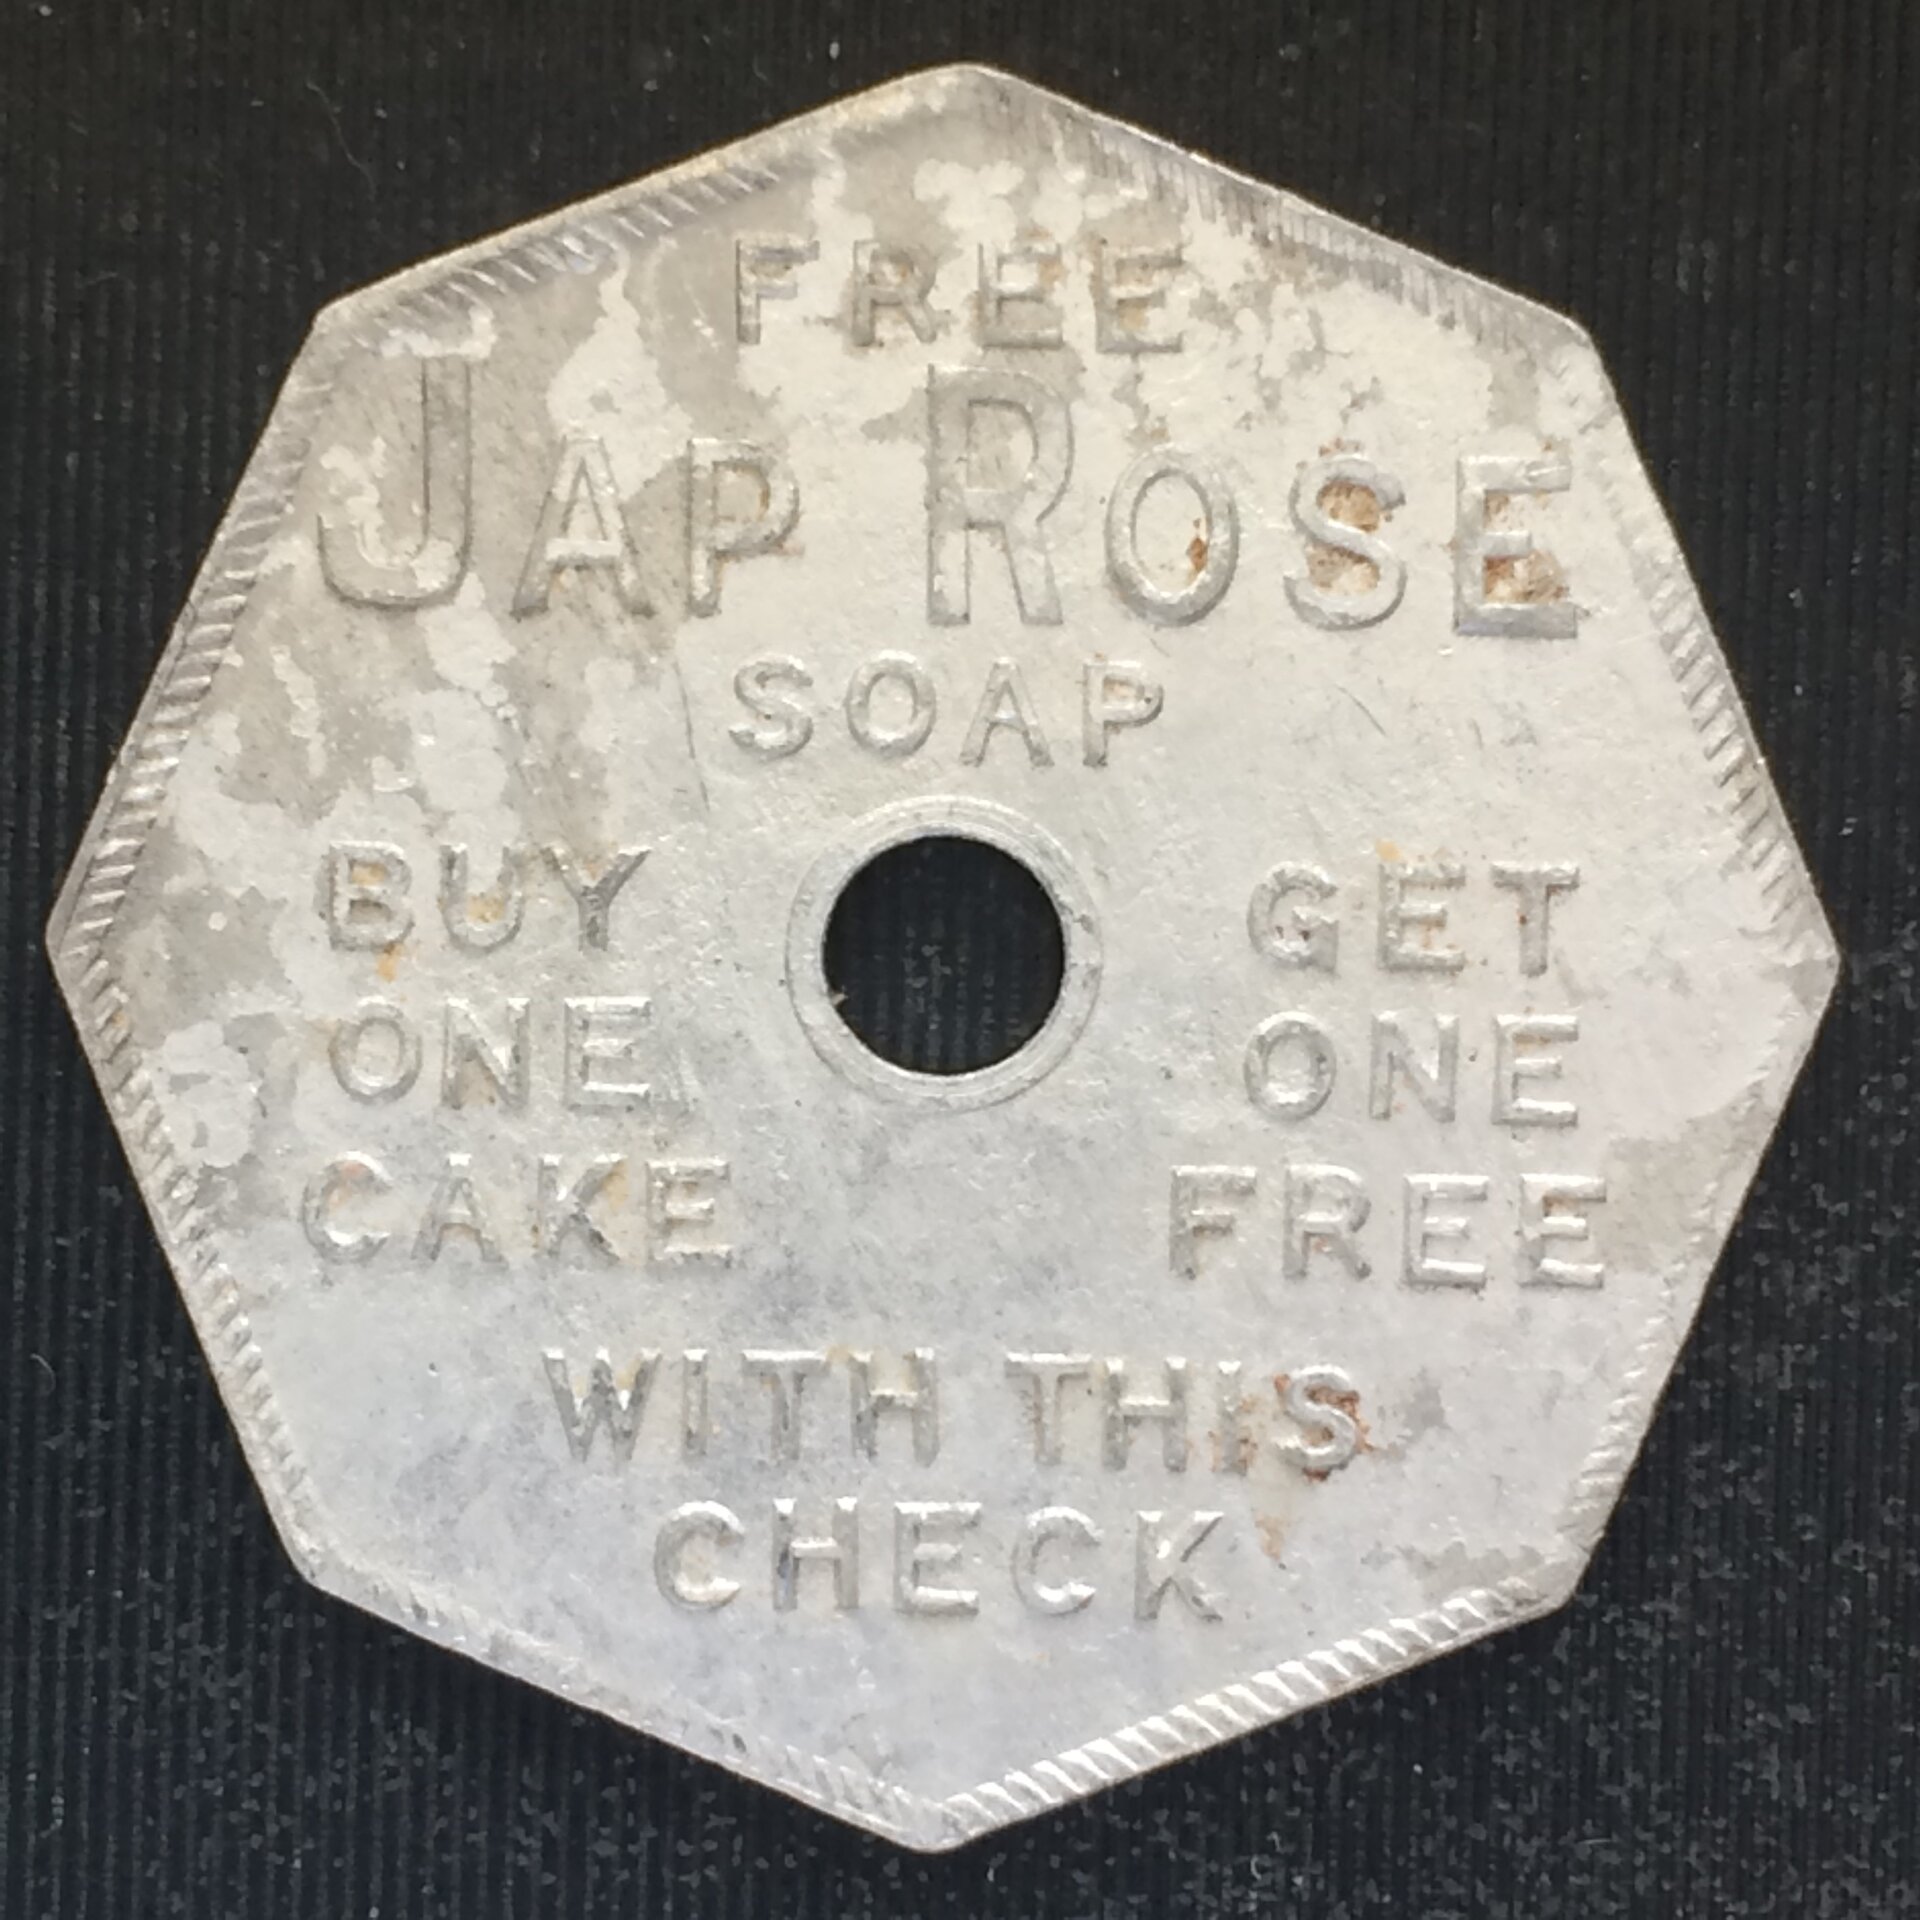 FREE
JAP ROSE
SOAP
BUY
ONE
CAKE
GET
ONE
FREE
WITH THIS
CHECK